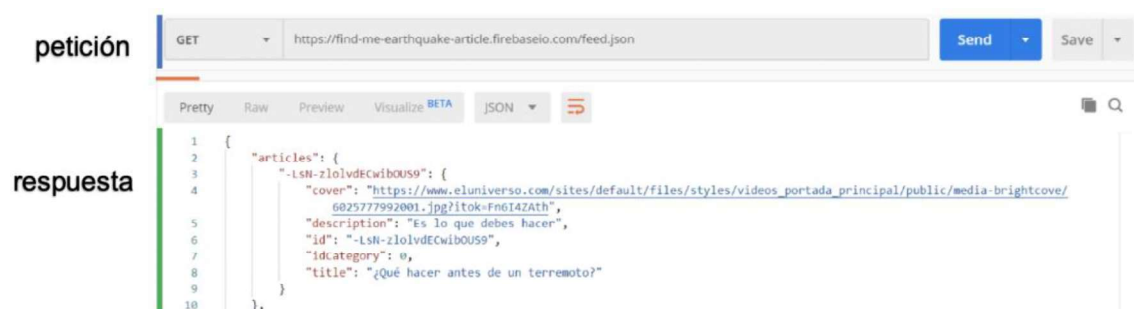 petición
GET https://find-me-earthquake-article.firebaseio.com/feed.json Send Save
Pretty Raw Preview Visualize BETA JSON
respuesta
1 {
2 "articles": {
3 "-LsN-zlolvdECwibOUS9": {
4 "cover": "https://www.eluniverso.com/sites/default/files/styles/videos_portada_principal/public/media-brightcove/
6025777992001.jpg?itok=Fn6I4ZAth",
5 "description": "Es lo que debes hacer",
6 "id": "-LsN-zlolvdECwibOUS9",
7 "idCategory": 0,
8 "title": "¿Qué hacer antes de un terremoto?"
9 }
10 },